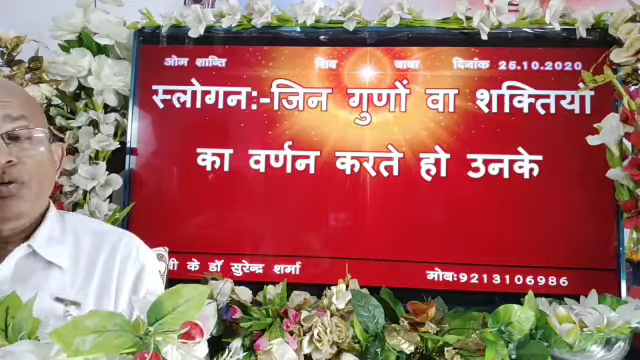 ओम शान्ति शिव बाबा दिनांक 25.10.2020
स्लोगन:-जिन गुणों वा शक्तियों
का वर्णन करते हो उनके
बी के डॉ सुरेन्द्र शर्मा मोबः9213106986